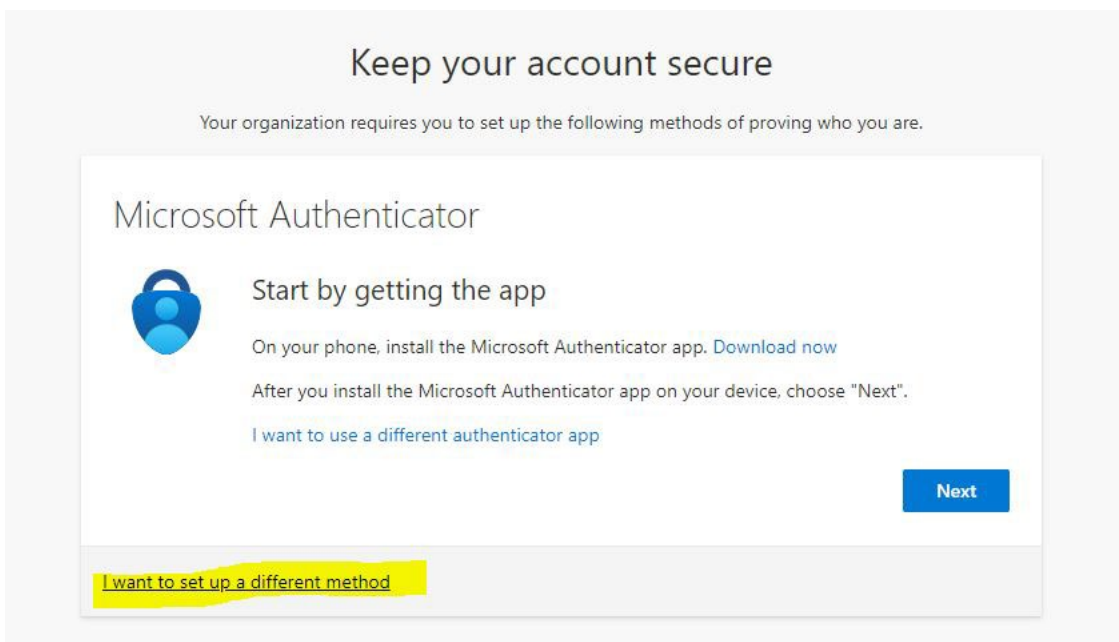 Keep your account secure
Your organization requires you to set up the following methods of proving who you are.
Microsoft Authenticator
Start by getting the app
On your phone, install the Microsoft Authenticator app. Download now
After you install the Microsoft Authenticator app on your device, choose "Next".
I want to use a different authenticator app
Next
I want to set up a different method